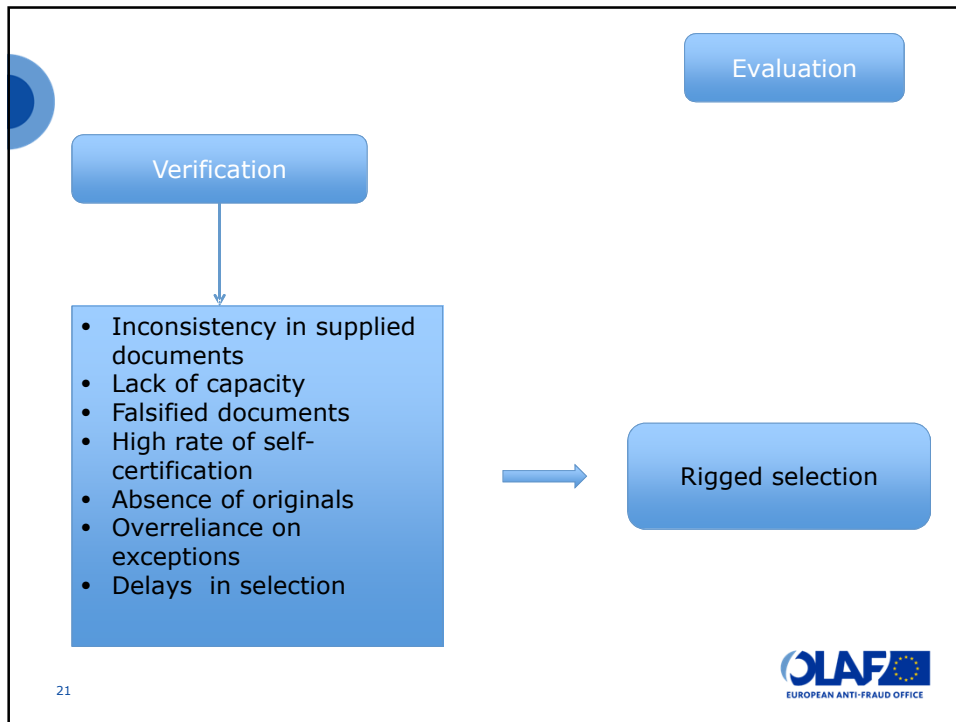 Evaluation
Verification
• Inconsistency in supplied
documents
• Lack of capacity
• Falsified documents
• High rate of self-
certification
• Absence of originals
• Overreliance on
exceptions
• Delays  in selection
Rigged selection
21
OLAF
EUROPEAN ANTI-FRAUD OFFICE